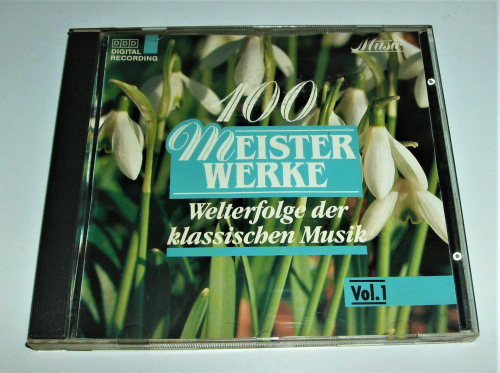 DDD
DIGITAL
RECORDING
Music
100
MEISTER
WERKE
Welterfolge der
klassischen Musik
Vol.1